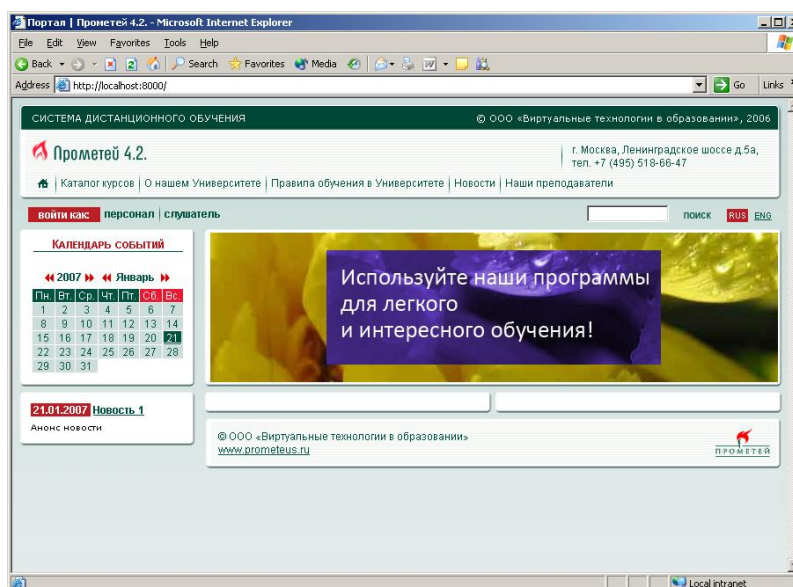 Портал | Прометей 4.2. - Microsoft Internet Explorer
File Edit View Favorites Tools Help
Back Search Favorites Media
Address http://localhost:8000/ Go Links
СИСТЕМА ДИСТАНЦИОННОГО ОБУЧЕНИЯ © ООО «Виртуальные технологии в образовании», 2006
Прометей 4.2.
г. Москва, Ленинградское шоссе д.5а,
тел. +7 (495) 518-66-47
Каталог курсов | О нашем Университете | Правила обучения в Университете | Новости | Наши преподаватели
войти как: персонал | слушатель поиск RUS ENG
КАЛЕНДАРЬ СОБЫТИЙ
2007 Январь
Пн. Вт. Ср. Чт. Пт. Сб. Вс.
1 2 3 4 5 6 7
8 9 10 11 12 13 14
15 16 17 18 19 20 21
22 23 24 25 26 27 28
29 30 31
Используйте наши программы
для легкого
и интересного обучения!
21.01.2007 Новость 1
Анонс новости
© ООО «Виртуальные технологии в образовании»
www.prometeus.ru
ПРОМЕТЕЙ
Local intranet